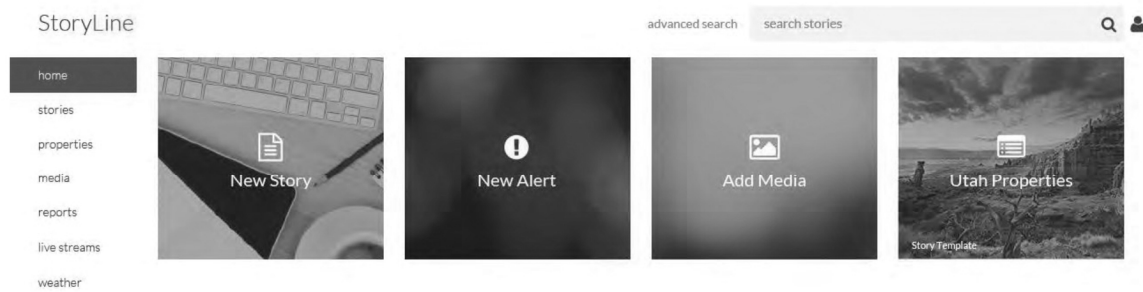 StoryLine
advanced search
search stories
home
stories
properties
media
reports
live streams
weather
New Story
New Alert
Add Media
Utah Properties
Story Template